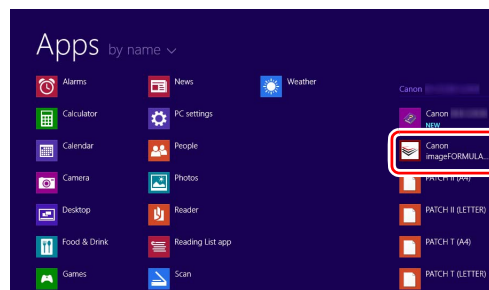 Apps by name
Alarms
Calculator
Calendar
Camera
Desktop
Food & Drink
Games
News
PC settings
People
Photos
Reader
Reading List app
Scan
Weather
Canon
Canon
NEW
Canon
imageFORMULA...
PATCH II (A4)
PATCH II (LETTER)
PATCH T (A4)
PATCH T (LETTER)